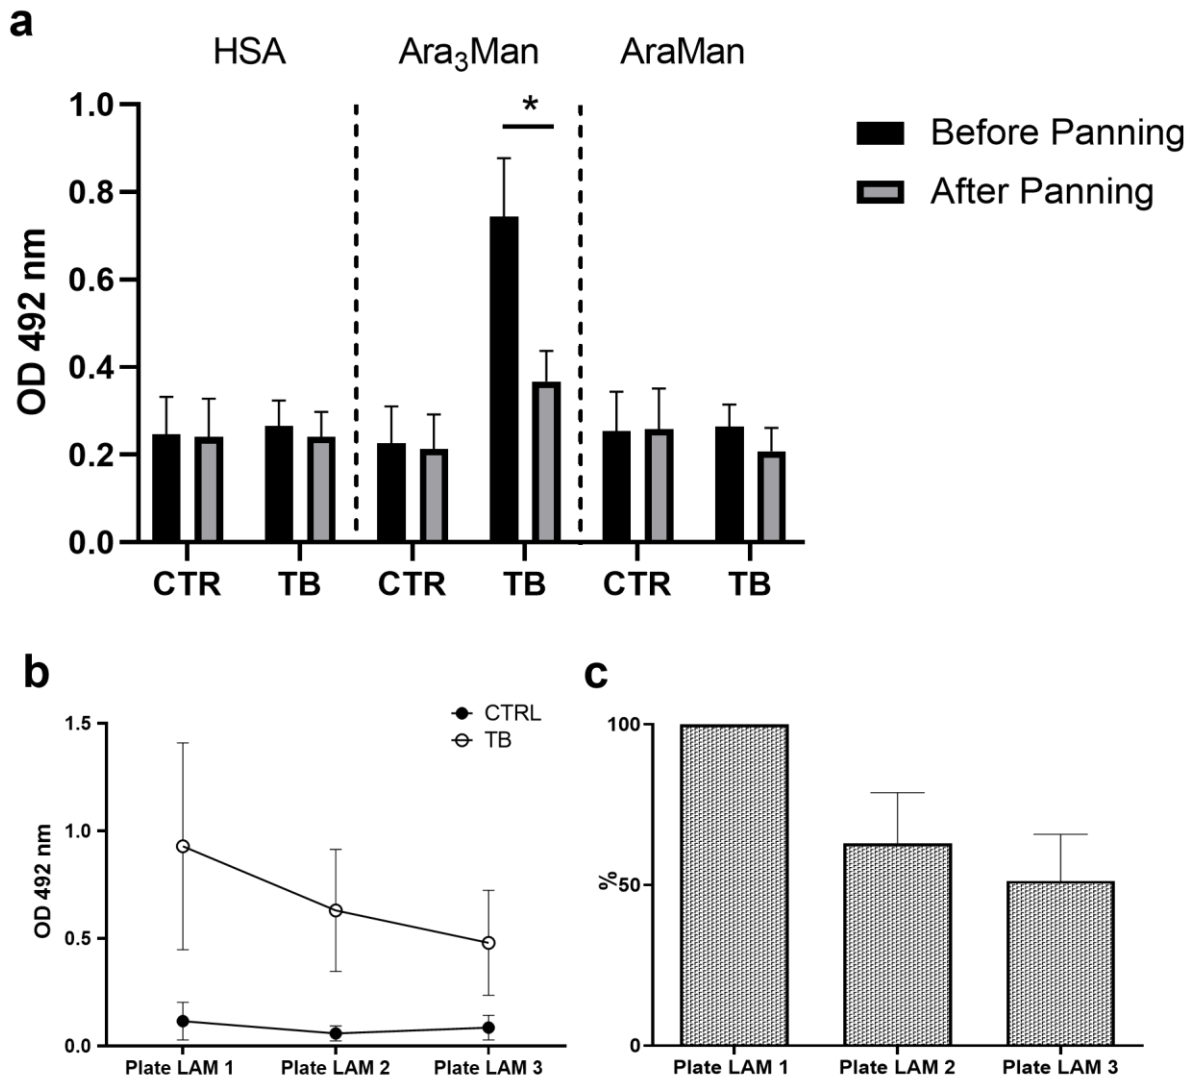 a
HSA Ara₃Man AraMan
*
1.0
0.8
0.6
0.4
0.2
0.0
OD 492 nm
CTR TB CTR TB CTR TB
Before Panning
After Panning
b
1.5
1.0
0.5
0.0
OD 492 nm
CTRL
TB
Plate LAM 1 Plate LAM 2 Plate LAM 3
c
100
50
0
%
Plate LAM 1 Plate LAM 2 Plate LAM 3